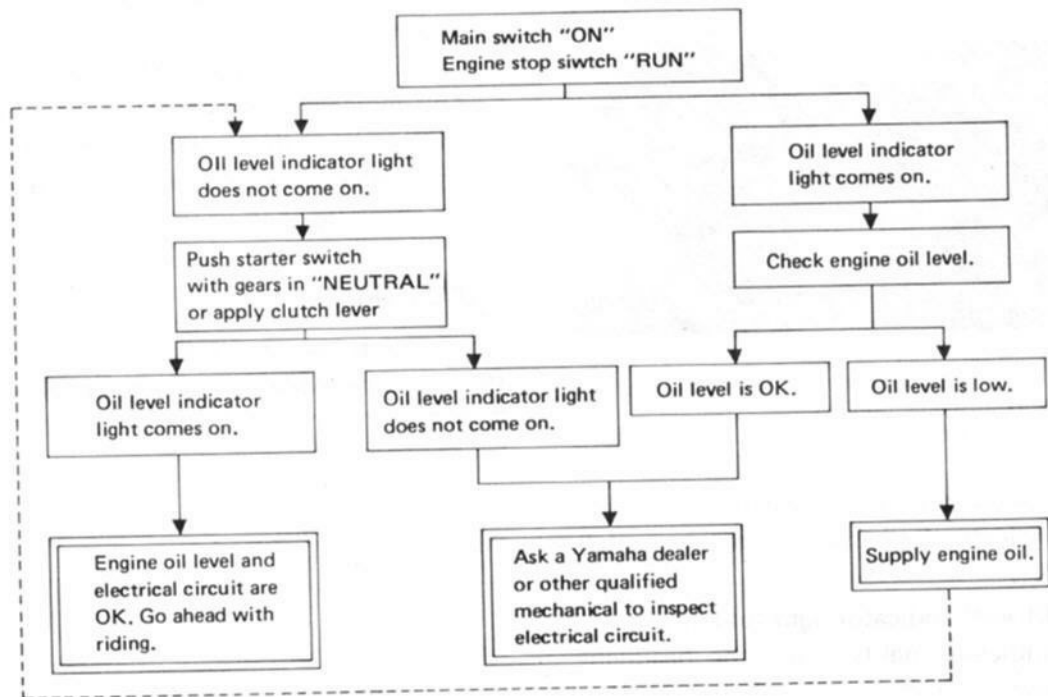 Main switch "ON"
Engine stop siwtch "RUN"
OIl level indicator light
does not come on.
Oil level indicator
light comes on.
Push starter switch
with gears in "NEUTRAL"
or apply clutch lever
Check engine oil level.
Oil level indicator
light comes on.
Oil level indicator light
does not come on.
Oil level is OK.
Oil level is low.
Engine oil level and
electrical circuit are
OK. Go ahead with
riding.
Ask a Yamaha dealer
or other qualified
mechanical to inspect
electrical circuit.
Supply engine oil.